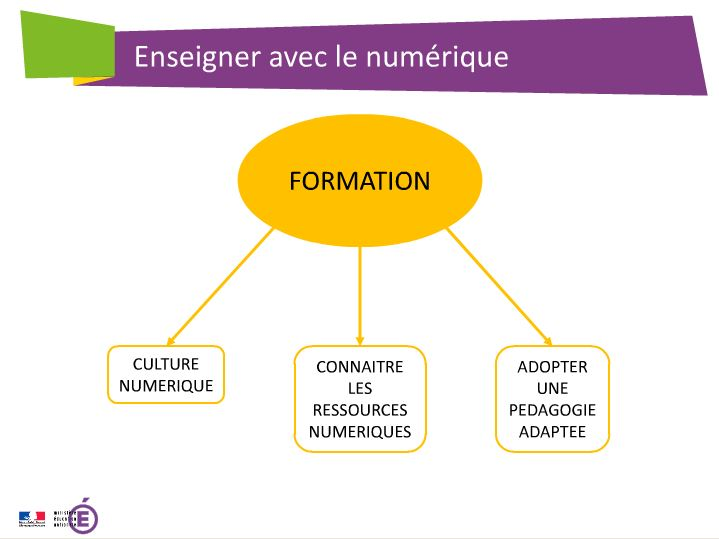 Enseigner avec le numérique
FORMATION
CULTURE
NUMERIQUE
CONNAITRE
LES
RESSOURCES
NUMERIQUES
ADOPTER
UNE
PEDAGOGIE
ADAPTEE
É